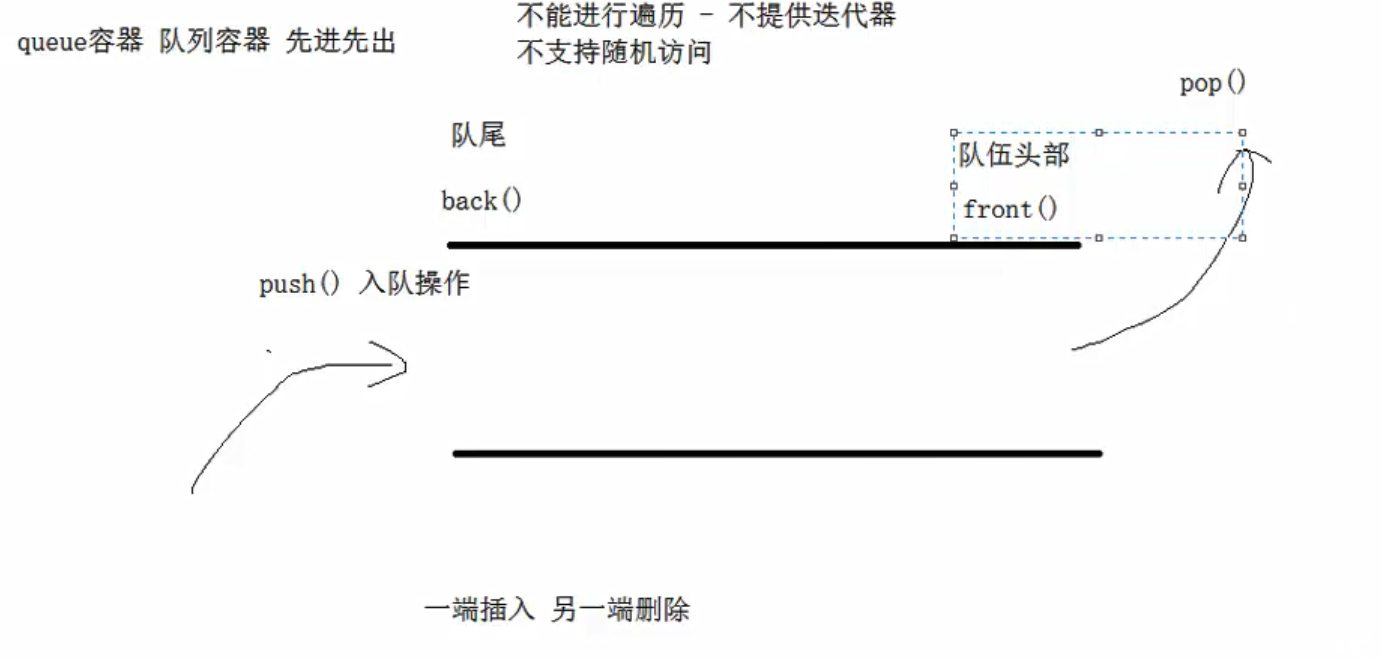 queue容器 队列容器 先进先出
不能进行遍历 - 不提供迭代器
不支持随机访问
pop()
队尾
队伍头部
back()
front()
push() 入队操作
一端插入 另一端删除